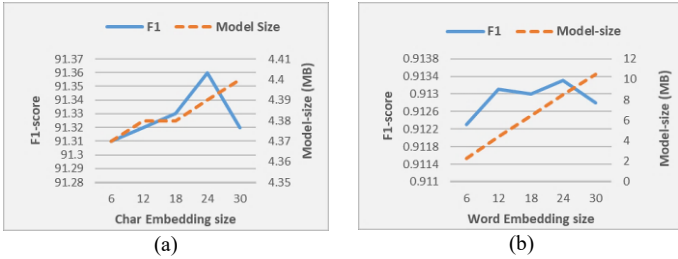 F1 Model Size
91.37
91.36
91.35
91.34
91.33
91.32
91.31
91.3
91.29
91.28
F1-score
4.41
4.4
4.39
4.38
4.37
4.36
4.35
Model-size (MB)
6 12 18 24 30
Char Embedding size
(a)
F1 Model-size
0.9138
0.9134
0.913
0.9126
0.9122
0.9118
0.9114
0.911
F1-score
12
10
8
6
4
2
0
Model-size (MB)
6 12 18 24 30
Word Embedding size
(b)